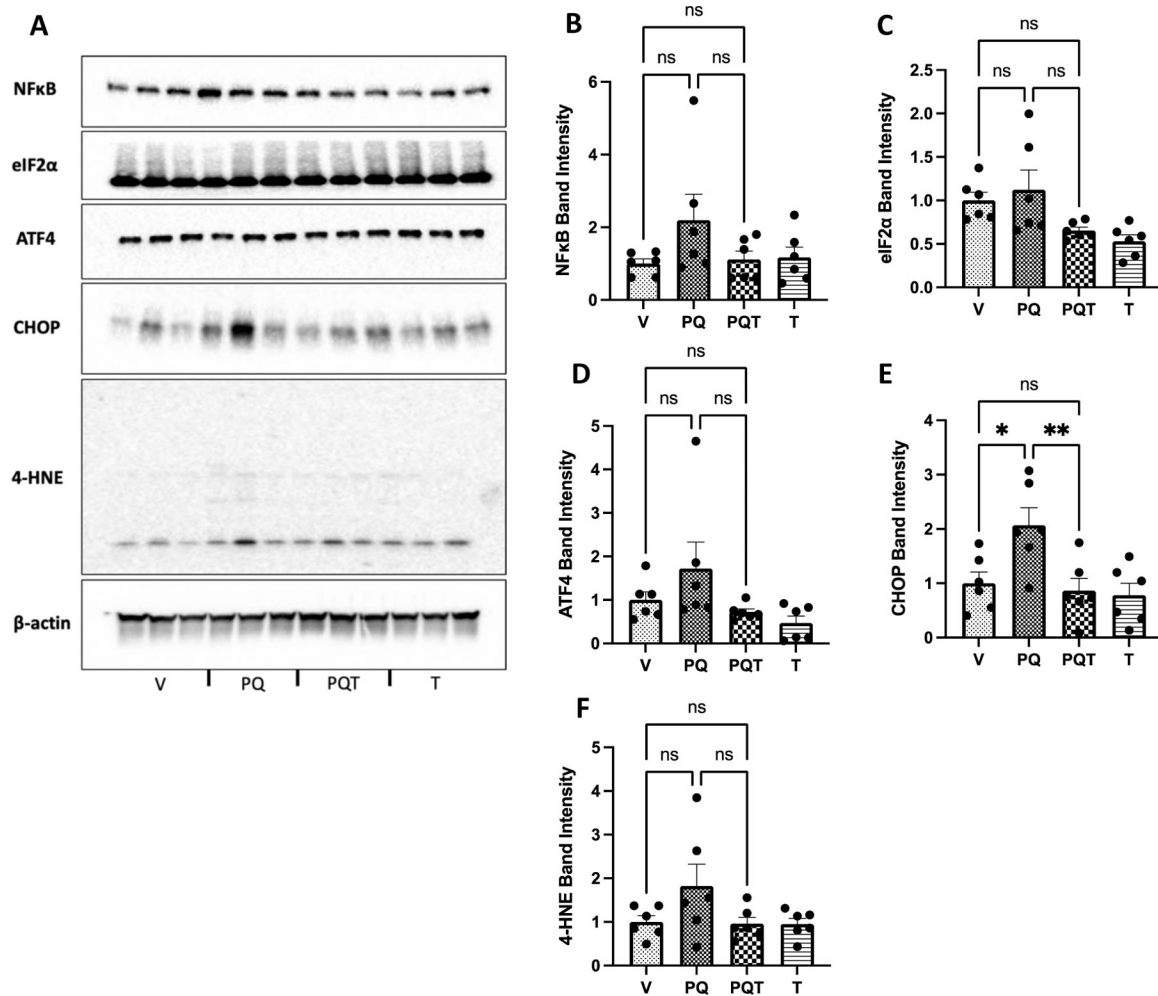 A
NFκB
eIF2α
ATF4
CHOP
4-HNE
β-actin
V PQ PQT T
B
ns
ns ns
NFκB Band Intensity
6
4
2
0
V PQ PQT T
C
ns
ns ns
eIF2α Band Intensity
2.5
2.0
1.5
1.0
0.5
0.0
V PQ PQT T
D
ns
ns ns
ATF4 Band Intensity
5
4
3
2
1
0
V PQ PQT T
E
ns
* **
CHOP Band Intensity
4
3
2
1
0
V PQ PQT T
F
ns
ns ns
4-HNE Band Intensity
5
4
3
2
1
0
V PQ PQT T